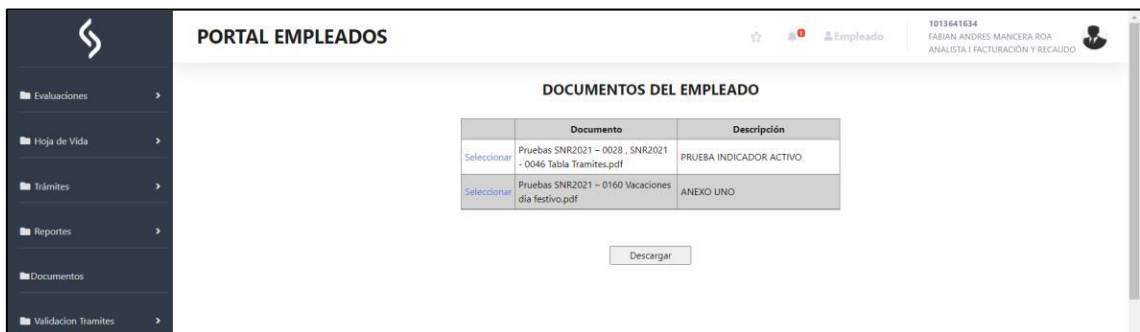 PORTAL EMPLEADOS
Empleado
1013641634
FABIAN ANDRES MANCERA ROA
ANALISTA I FACTURACIÓN Y RECAUDO
Evaluaciones
Hoja de Vida
Trámites
Reportes
Documentos
Validacion Tramites
DOCUMENTOS DEL EMPLEADO
Documento Descripción
Seleccionar Pruebas SNR2021 – 0028 , SNR2021 PRUEBA INDICADOR ACTIVO
- 0046 Tabla Tramites.pdf
Seleccionar Pruebas SNR2021 – 0160 Vacaciones ANEXO UNO
dia festivo.pdf
Descargar